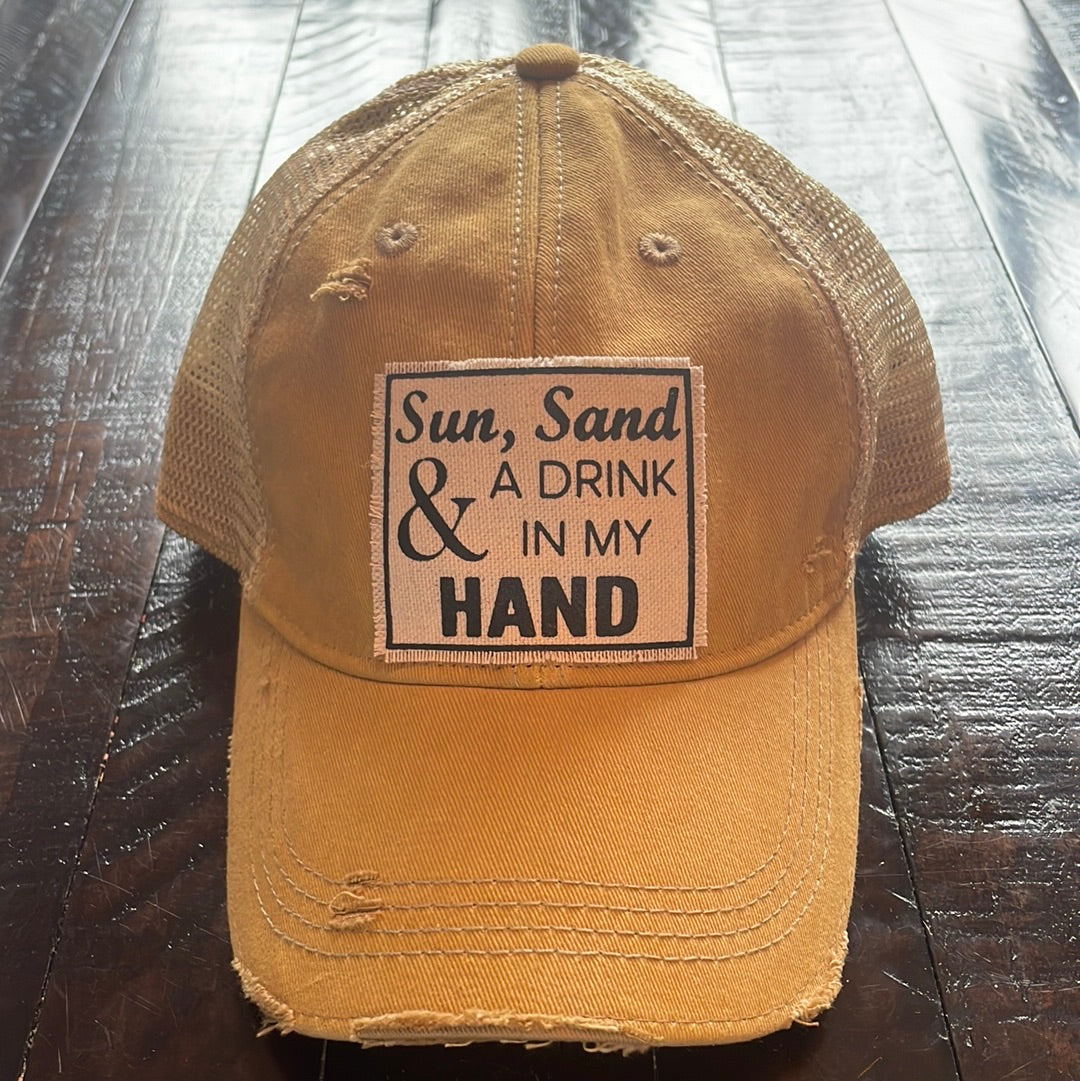 Sun, Sand
& A DRINK
IN MY
HAND